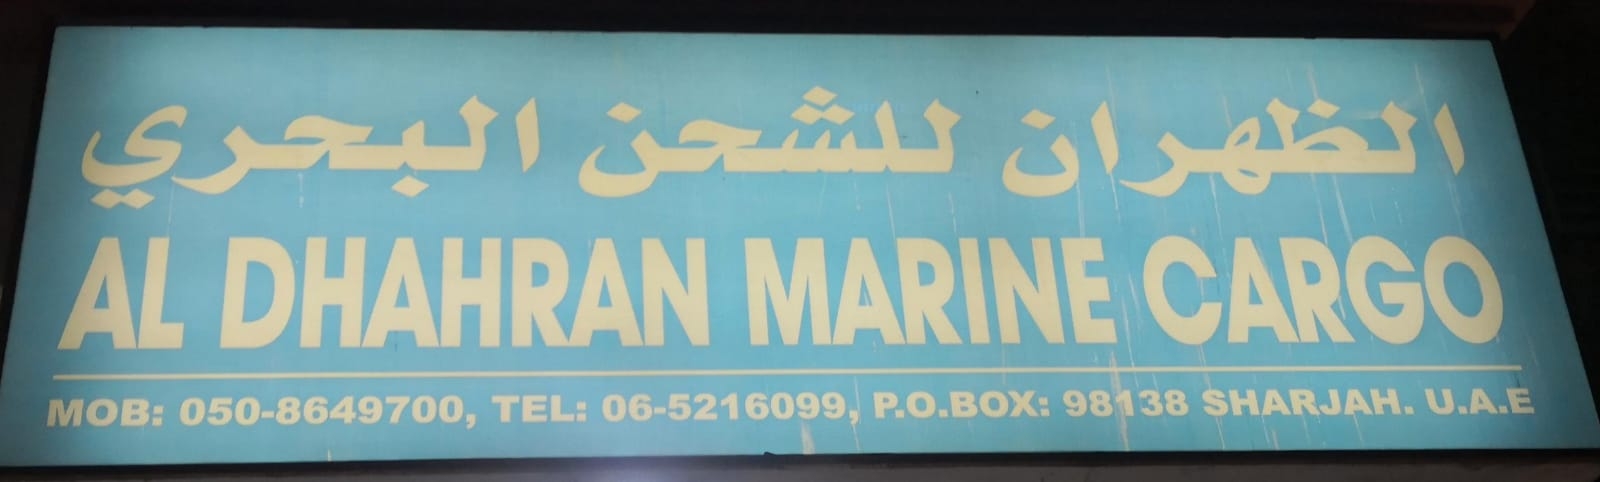 الظهران للشحن البحري
AL DHAHRAN MARINE CARGO
MOB: 050-8649700, TEL: 06-5216099, P.O.BOX: 98138 SHARJAH. U.A.E